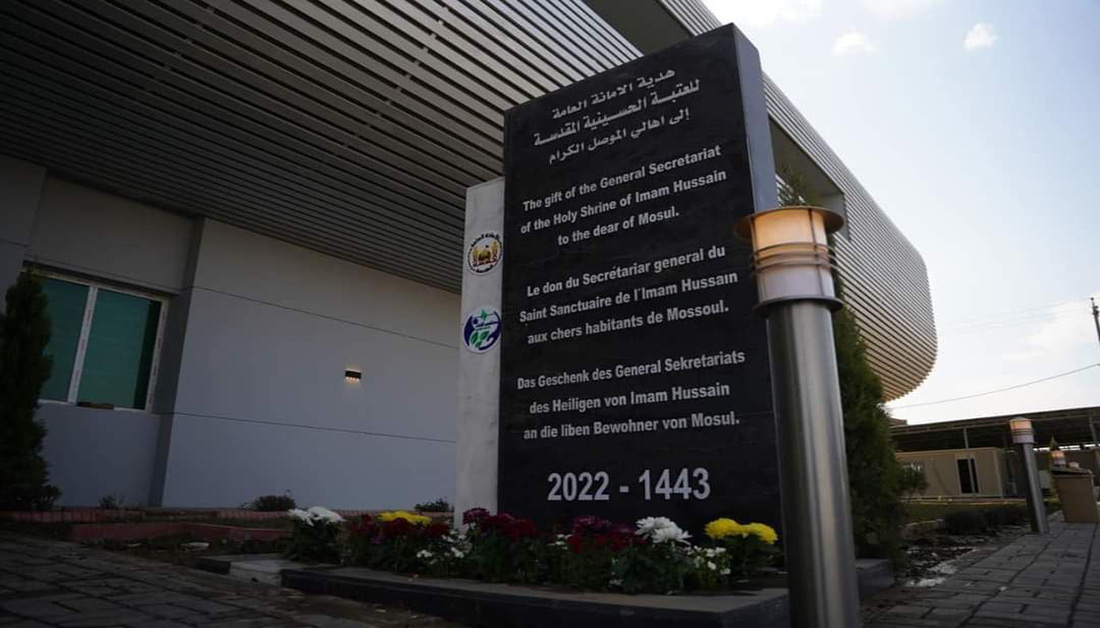 هدية الامانة العامة
للعتبة الحسينية المقدسة
إلى اهالي الموصل الكرام
The gift of the General Secretariat
of the Holy Shrine of Imam Hussain
to the dear of Mosul.
Le don du Secrétariar general du
Saint Sanctuaire de l'Imam Hussain
aux chers habitants de Mossoul.
Das Geschenk des General Sekretariats
des Heiligen von Imam Hussain
an die liben Bewohner von Mosul.
2022 - 1443